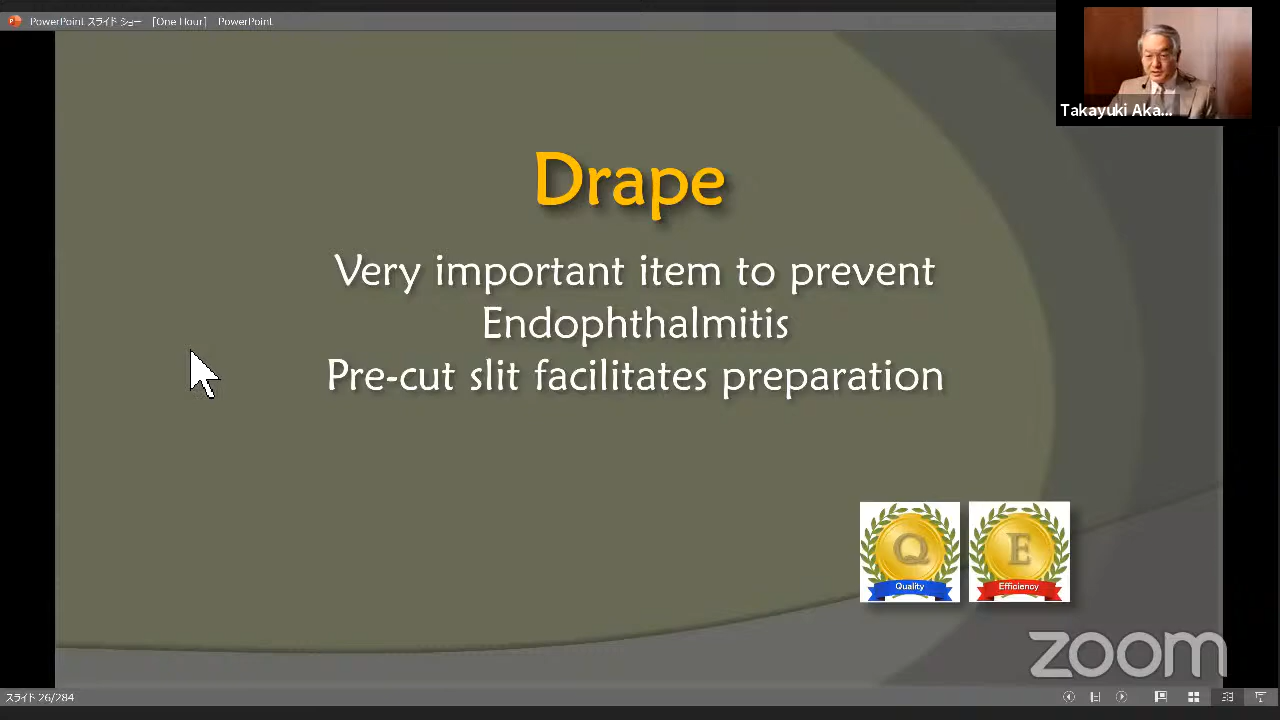 PowerPoint スライド ショー - [One Hour] - PowerPoint
Takayuki Aka...
Drape
Very important item to prevent
Endophthalmitis
Pre-cut slit facilitates preparation
Q
E
Quality
Efficiency
zoom
スライド 26/284